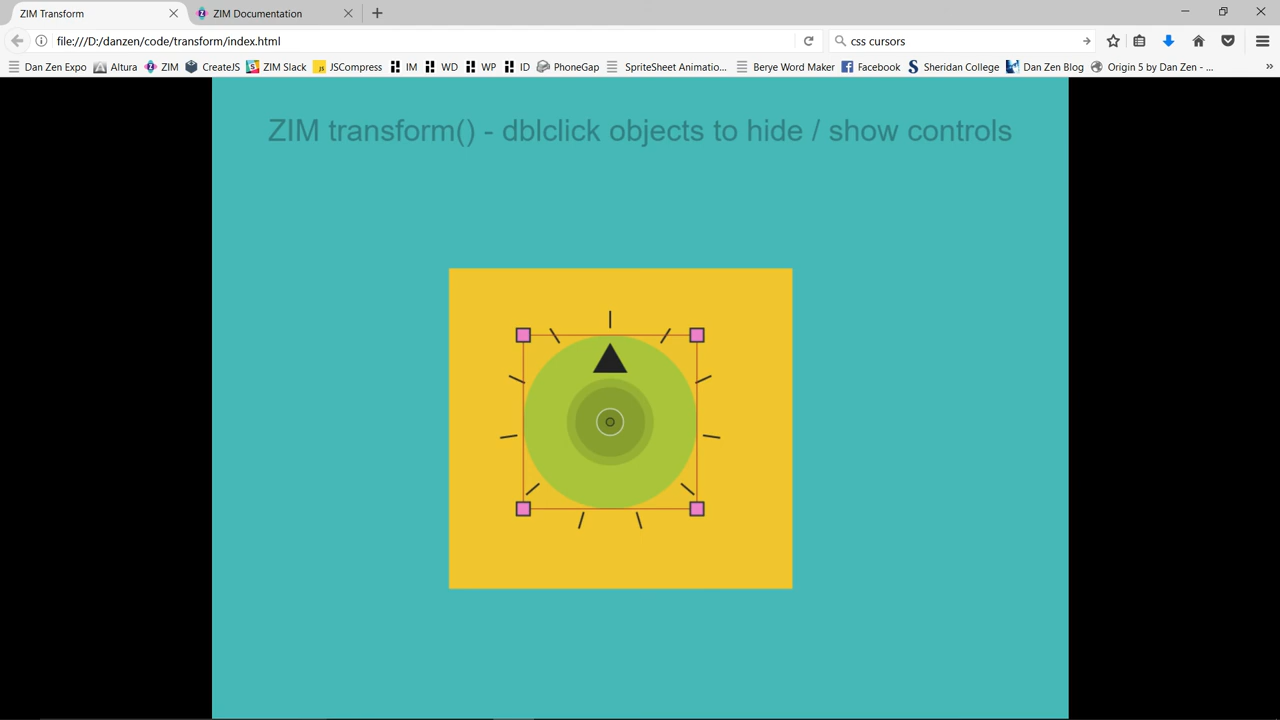 ZIM Transform
ZIM Documentation
file:///D:/danzen/code/transform/index.html
css cursors
Dan Zen Expo Altura ZIM CreateJS ZIM Slack JSCompress IM WD WP ID PhoneGap SpriteSheet Animatio... Berye Word Maker Facebook Sheridan College Dan Zen Blog Origin 5 by Dan Zen - ...
ZIM transform() - dblclick objects to hide / show controls